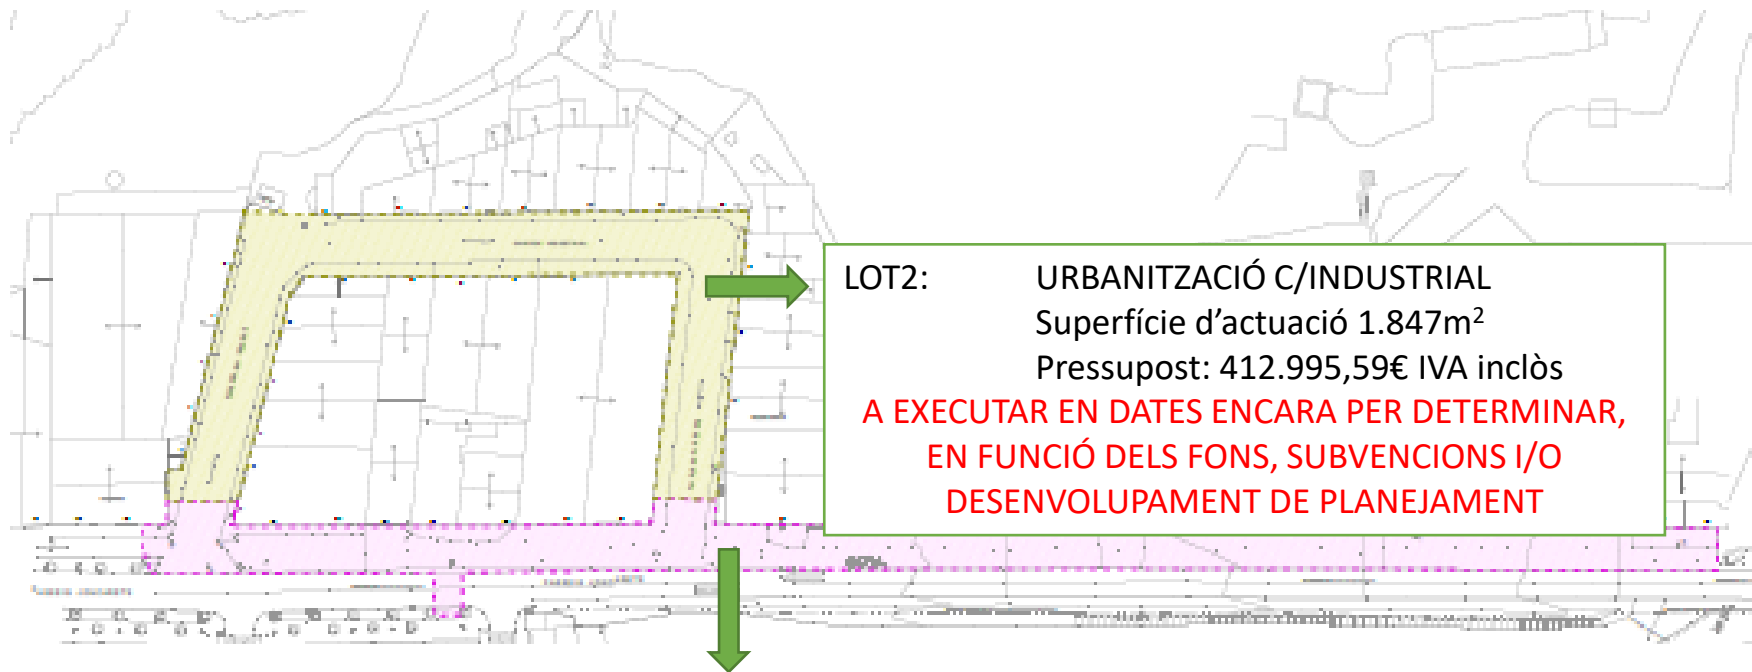 LOT2: URBANITZACIÓ C/INDUSTRIAL
Superfície d'actuació 1.847m²
Pressupost: 412.995,59€ IVA inclòs
A EXECUTAR EN DATES ENCARA PER DETERMINAR,
EN FUNCIÓ DELS FONS, SUBVENCIONS I/O
DESENVOLUPAMENT DE PLANEJAMENT